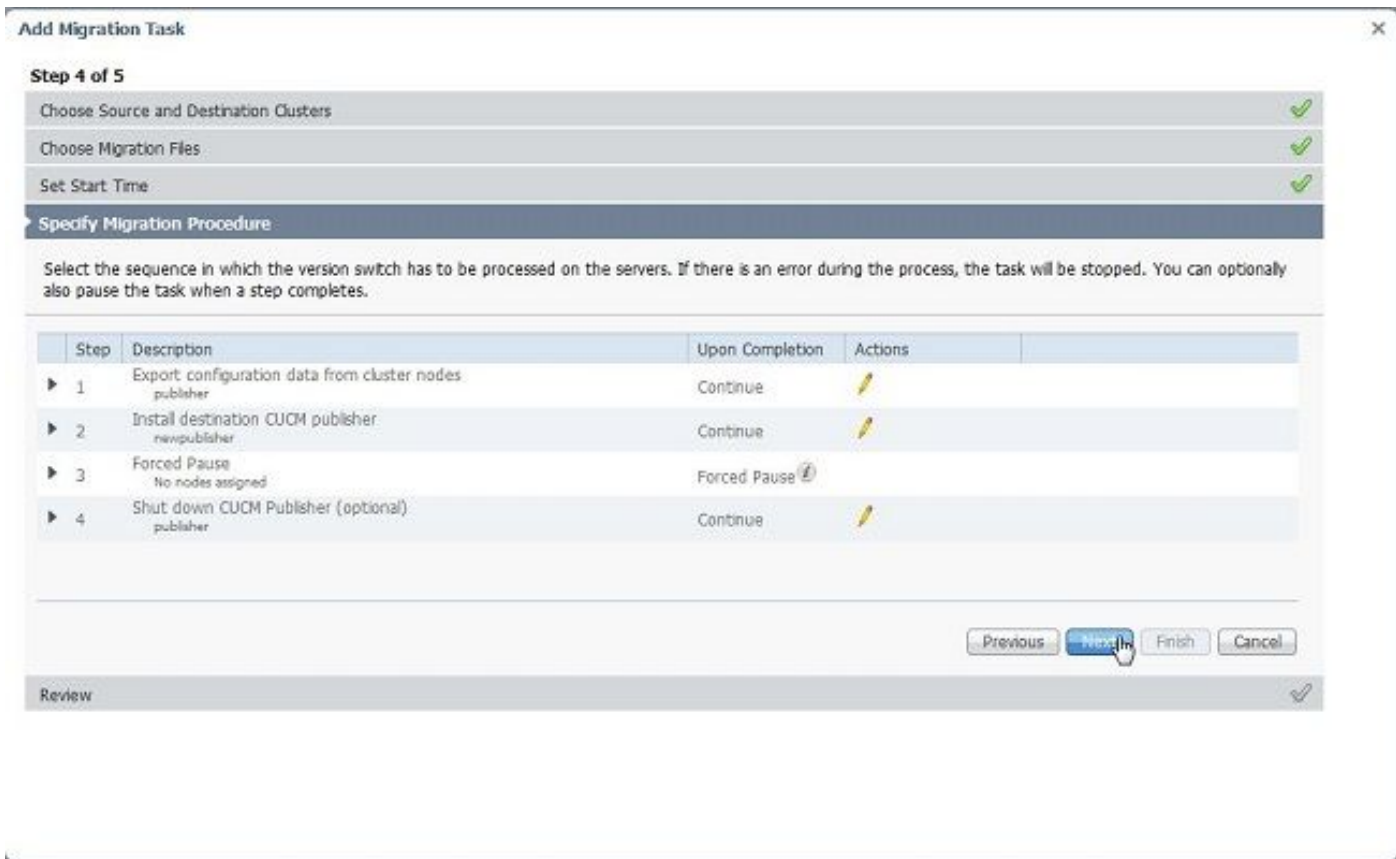 Add Migration Task
Step 4 of 5
Choose Source and Destination Clusters
Choose Migration Files
Set Start Time
Specify Migration Procedure
Select the sequence in which the version switch has to be processed on the servers. If there is an error during the process, the task will be stopped. You can optionally
also pause the task when a step completes.
Step Description Upon Completion Actions
1 Export configuration data from cluster nodes Continue
publisher
2 Install destination CUCM publisher Continue
newpublisher
3 Forced Pause Forced Pause
No nodes assigned
4 Shut down CUCM Publisher (optional) Continue
publisher
Previous Next Finish Cancel
Review